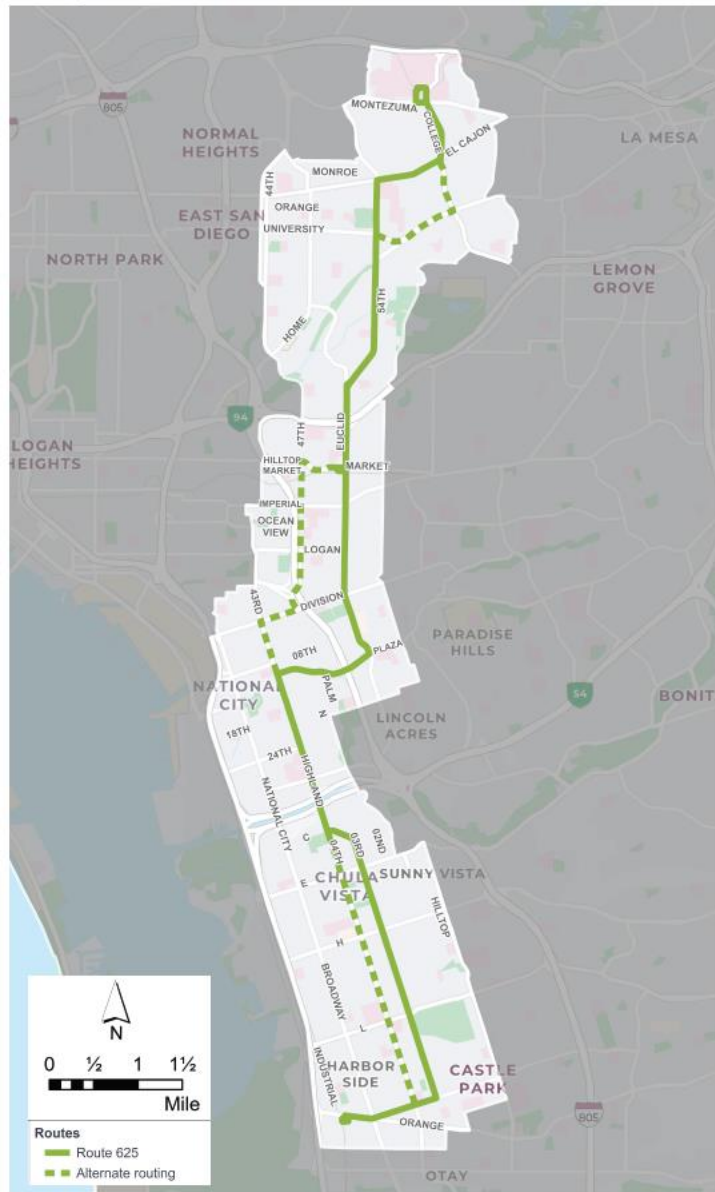 805
MONTEZUMA
COLLEGE
EL CAJON
NORMAL
HEIGHTS
LA MESA
MONROE
44TH
ORANGE
EAST SAN
DIEGO
UNIVERSITY
NORTH PARK
LEMON
GROVE
54TH
HOME
94
LOGAN
HEIGHTS
47TH
EUCLID
HILLTOP
MARKET
MARKET
IMPERIAL
OCEAN
VIEW
LOGAN
43RD
DIVISION
PARADISE
HILLS
08TH
PLAZA
PALM
N
NATIONAL
CITY
54
BONIT
LINCOLN
ACRES
18TH
24TH
HIGHLAND
NATIONAL CITY
C
04TH
03RD
02ND
CHULA
VISTA
SUNNY VISTA
E
HILLTOP
H
BROADWAY
L
INDUSTRIAL
HARBOR
SIDE
CASTLE
PARK
ORANGE
805
OTAY
N
0 ½ 1 1½
Mile
Routes
Route 625
Alternate routing